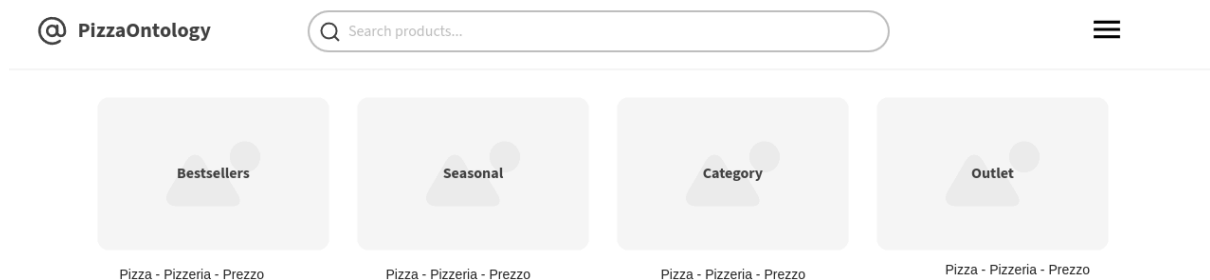 @ PizzaOntology
Search products...
Bestsellers
Seasonal
Category
Outlet
Pizza - Pizzeria - Prezzo
Pizza - Pizzeria - Prezzo
Pizza - Pizzeria - Prezzo
Pizza - Pizzeria - Prezzo